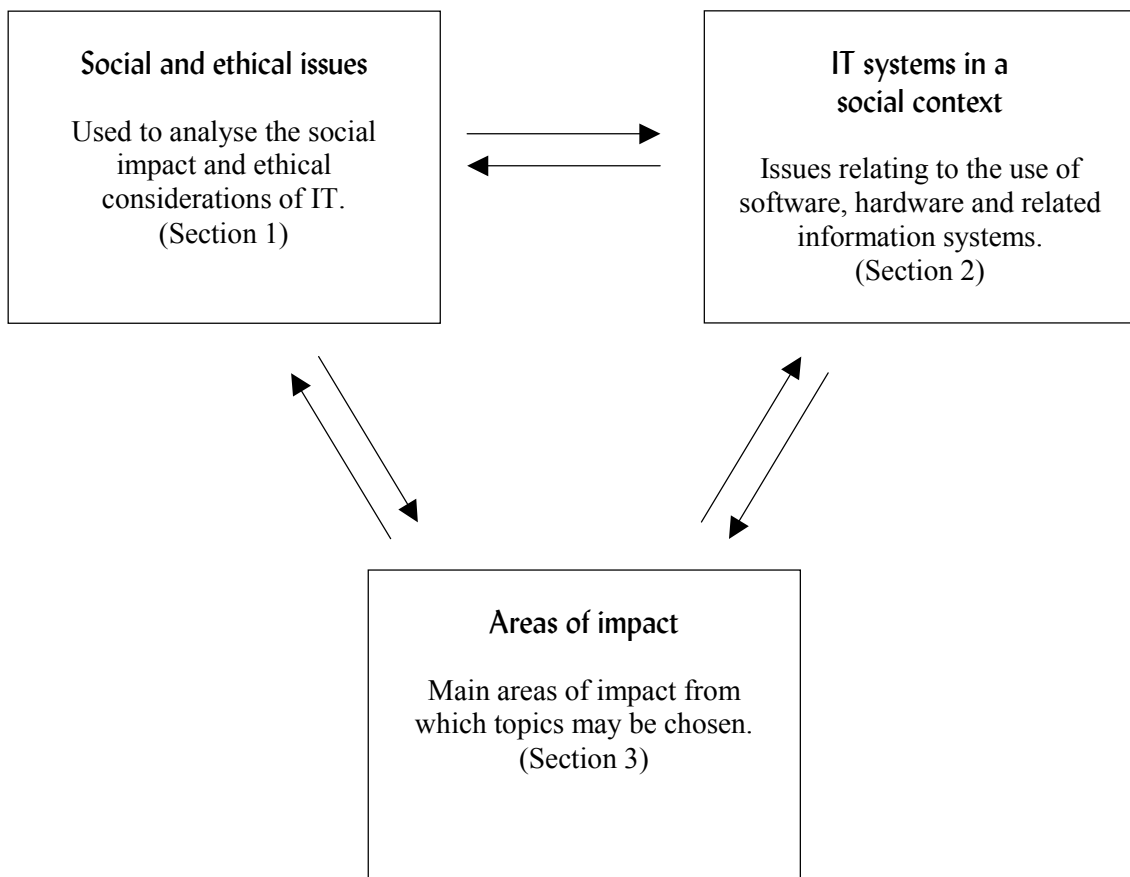 Social and ethical issues
Used to analyse the social
impact and ethical
considerations of IT.
(Section 1)
IT systems in a
social context
Issues relating to the use of
software, hardware and related
information systems.
(Section 2)
Areas of impact
Main areas of impact from
which topics may be chosen.
(Section 3)